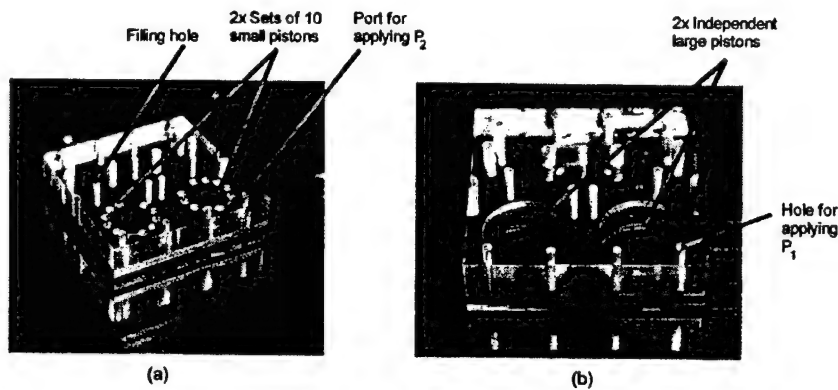 Filling hole
2x Sets of 10
small pistons
Port for
applying P2
(a)
2x Independent
large pistons
Hole for
applying
P1
(b)